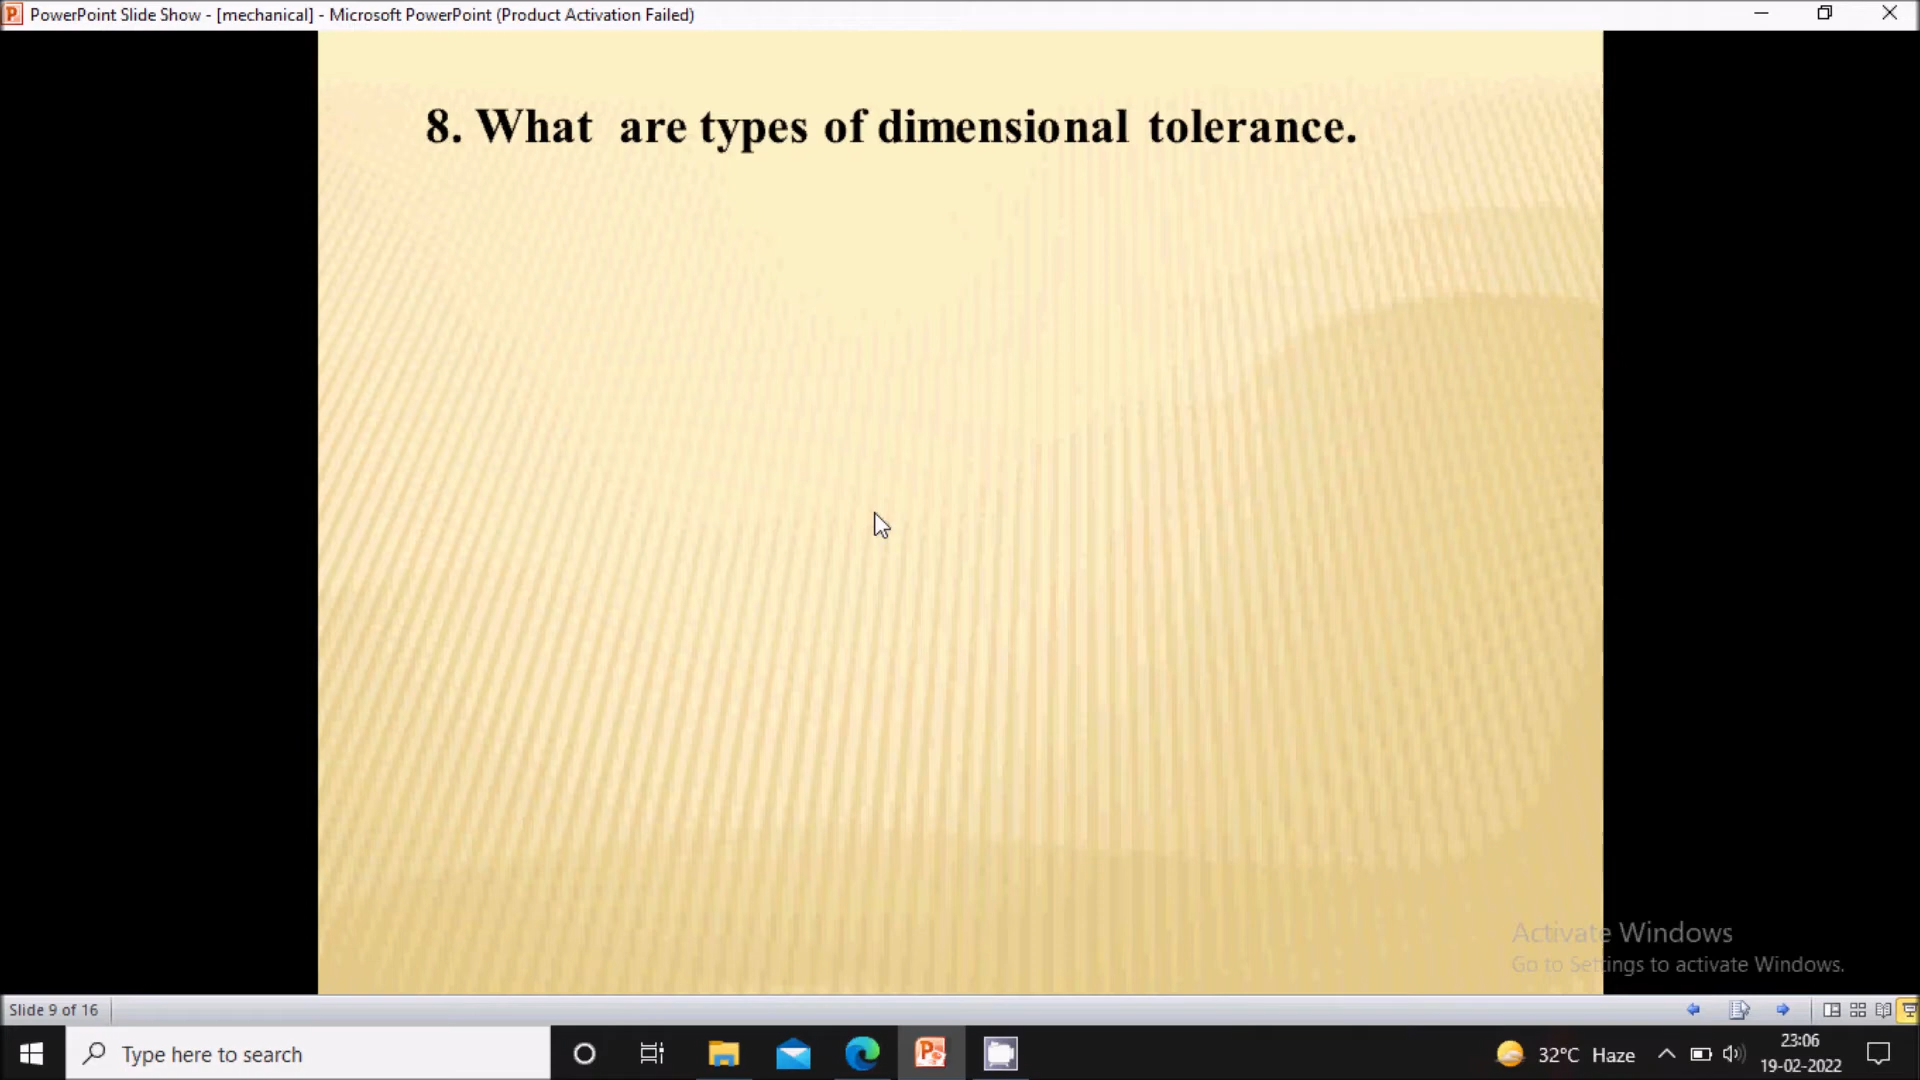 PowerPoint Slide Show - [mechanical] - Microsoft PowerPoint (Product Activation Failed)
8. What are types of dimensional tolerance.
Activate Windows
Go to Settings to activate Windows.
Slide 9 of 16
Type here to search
32°C Haze
23:06
19-02-2022